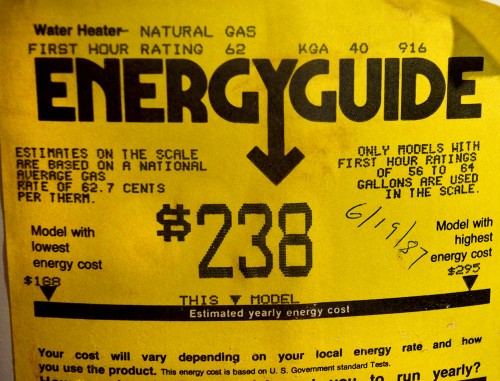 Water Heater- NATURAL GAS
FIRST HOUR RATING 62 KGA 40 916
ENERGYGUIDE
ESTIMATES ON THE SCALE
ARE BASED ON A NATIONAL
AVERAGE GAS
RATE OF 62.7 CENTS
PER THERM.
ONLY MODELS WITH
FIRST HOUR RATINGS
OF 56 TO 64
GALLONS ARE USED
IN THE SCALE.
$238
6/19/87
Model with
lowest
energy cost
$188
Model with
highest
energy cost
$295
THIS ▼ MODEL
Estimated yearly energy cost
Your cost will vary depending on your local energy rate and how
you use the product. This energy cost is based on U.S. Government standard Tests.
you to run yearly?